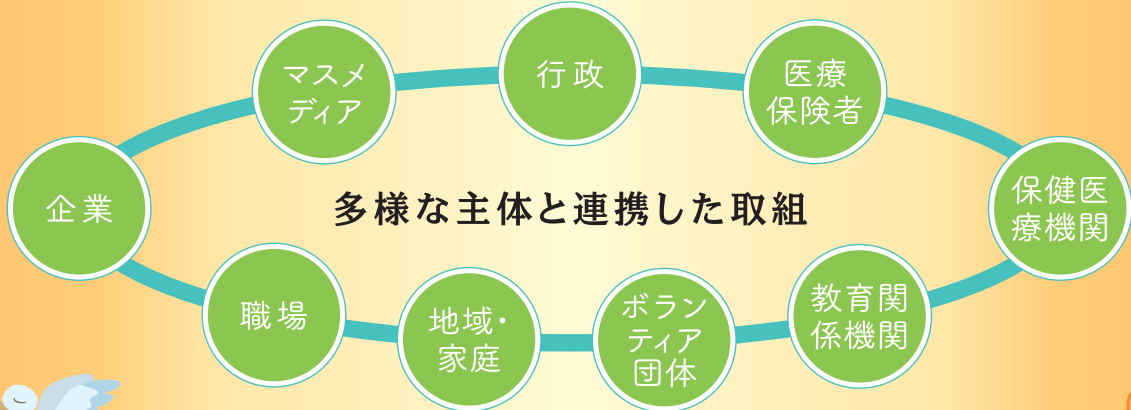 マスメ
ディア
行政
医療
保険者
企業
多様な主体と連携した取組
保健医
療機関
職場
地域・
家庭
ボラン
ティア
団体
教育関
係機関